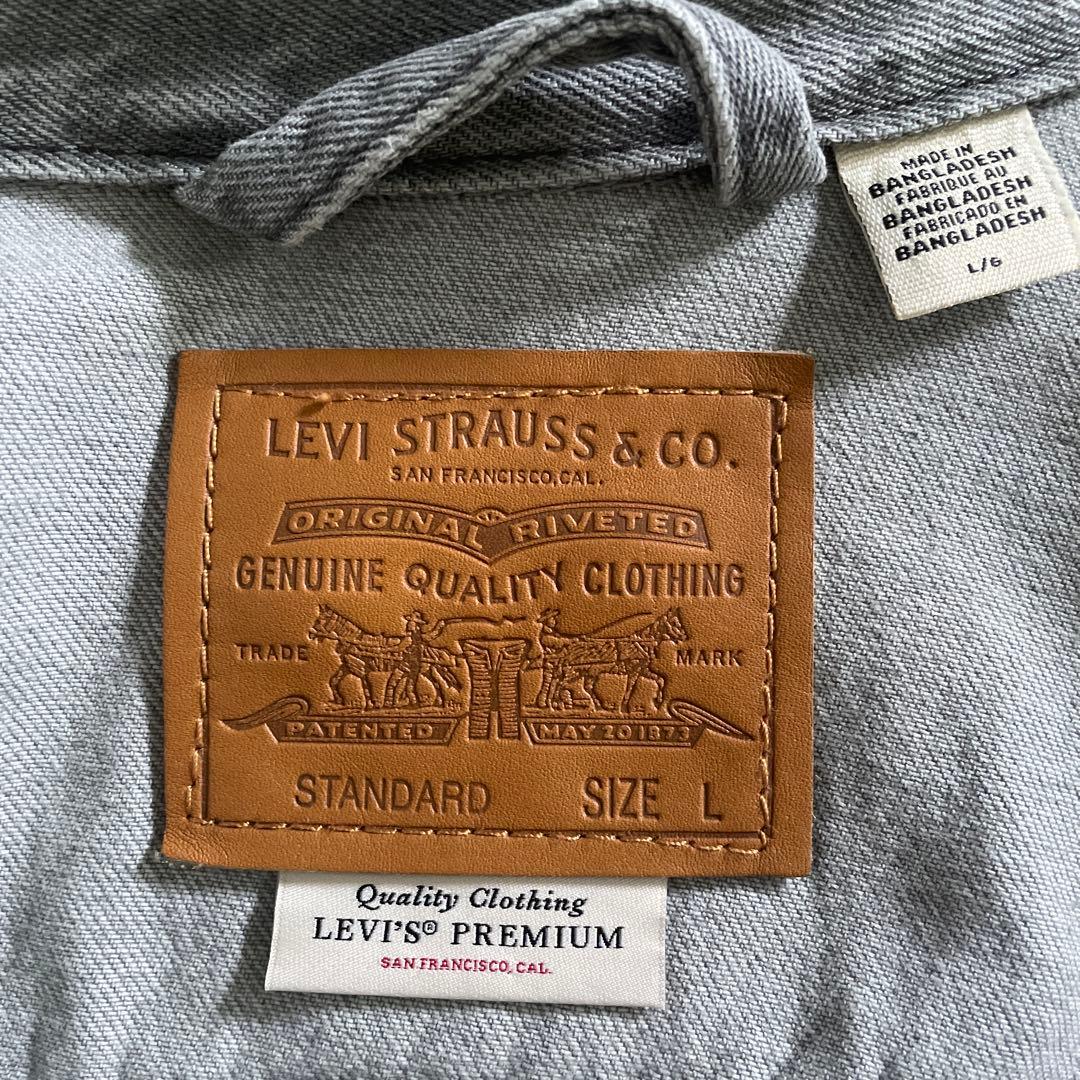 MADE IN
BANGLADESH
FABRIQUE AU
BANGLADESH
FABRICADO EN
BANGLADESH
L/G
LEVI STRAUSS & CO.
SAN FRANCISCO, CAL.
ORIGINAL RIVETED
GENUINE QUALITY CLOTHING
TRADE MARK
PATENTED MAY 20 1873
STANDARD SIZE L
Quality Clothing
LEVI'S® PREMIUM
SAN FRANCISCO, CAL.